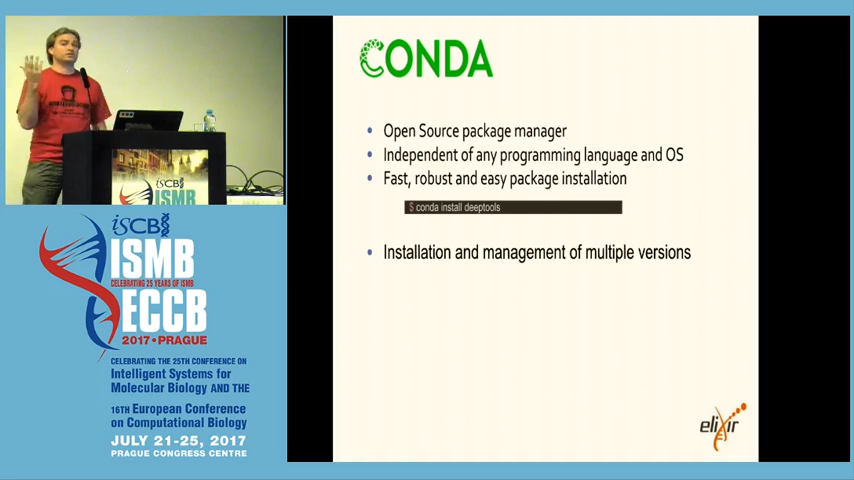 CONDA
Open Source package manager
Independent of any programming language and OS
Fast, robust and easy package installation
$ conda install deeptools
Installation and management of multiple versions
elixir
iSCB
ISMB
iSCB
ISMB
CELEBRATING 25 YEARS OF ISMB
ECCB
2017 • PRAGUE
CELEBRATING THE 25TH CONFERENCE ON
Intelligent Systems for
Molecular Biology AND THE
16TH European Conference
on Computational Biology
JULY 21-25, 2017
PRAGUE CONGRESS CENTRE